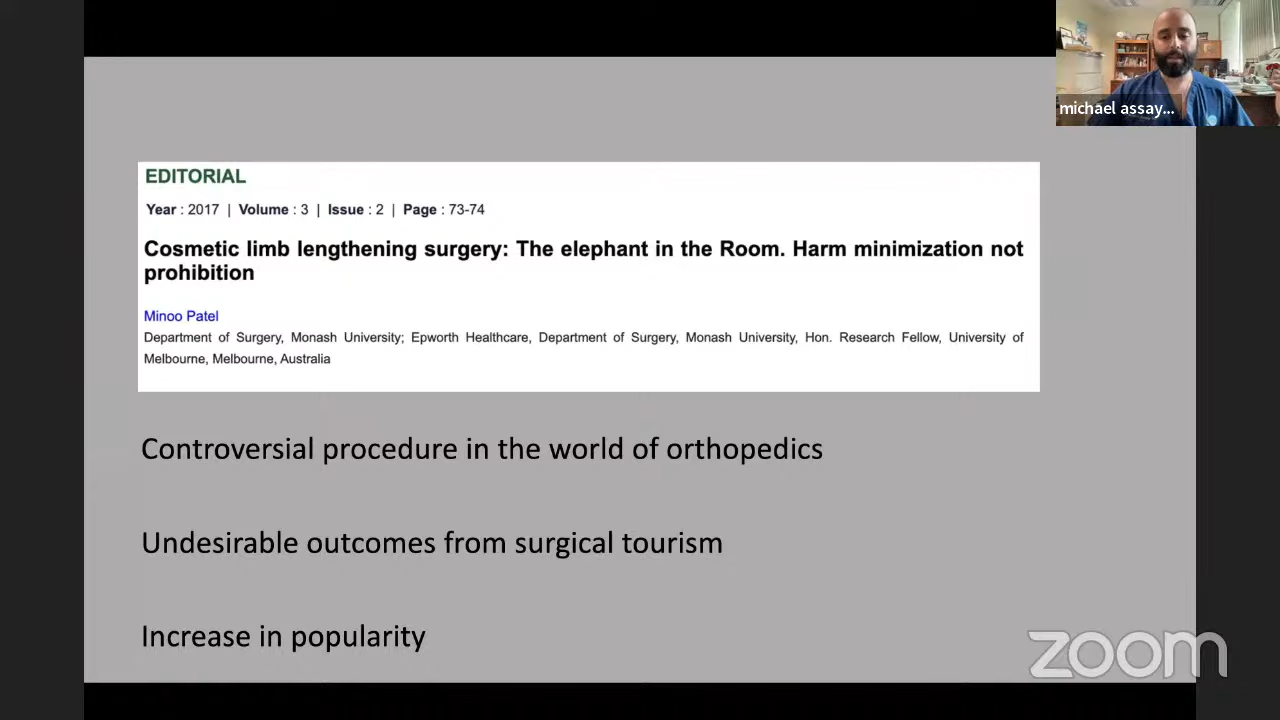 michael assay...
EDITORIAL
Year : 2017 | Volume : 3 | Issue : 2 | Page : 73-74
Cosmetic limb lengthening surgery: The elephant in the Room. Harm minimization not
prohibition
Minoo Patel
Department of Surgery, Monash University; Epworth Healthcare, Department of Surgery, Monash University, Hon. Research Fellow, University of
Melbourne, Melbourne, Australia
Controversial procedure in the world of orthopedics
Undesirable outcomes from surgical tourism
Increase in popularity
zoom